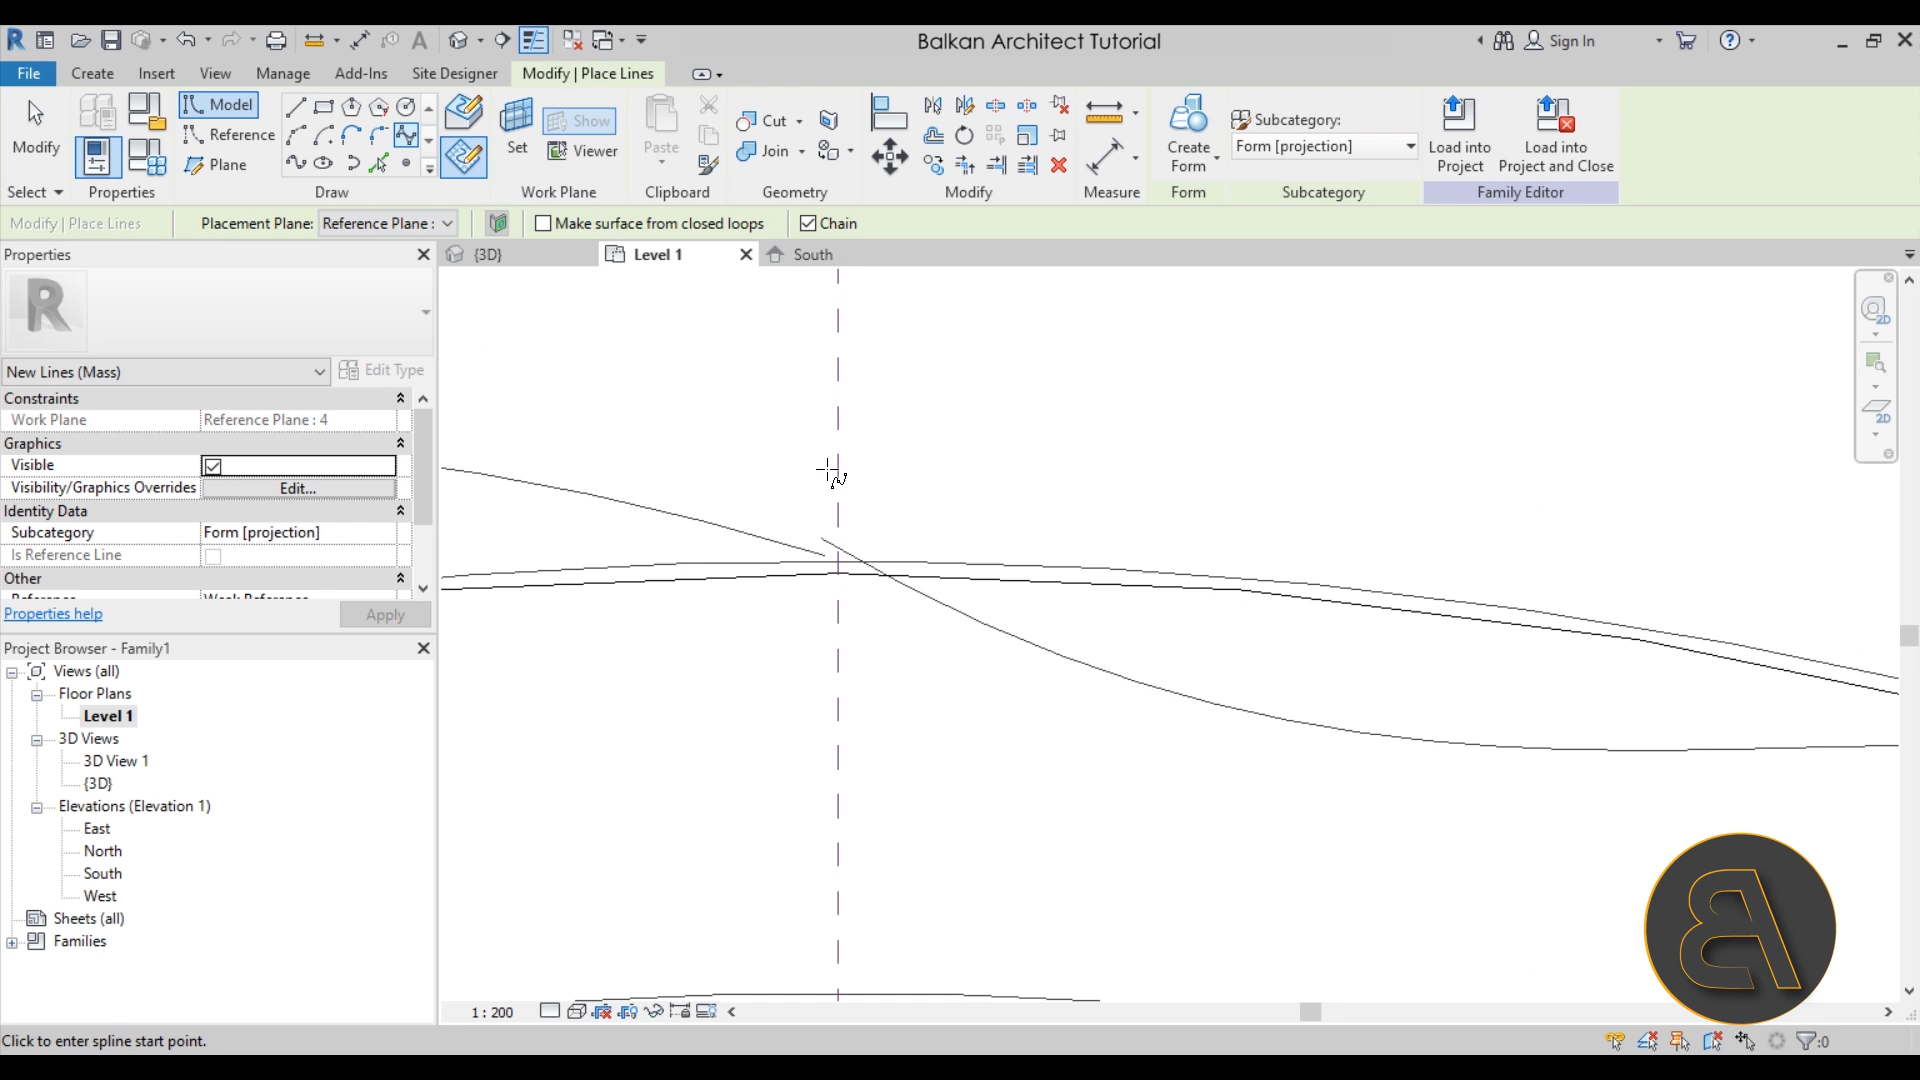 Balkan Architect Tutorial
Sign In
File
Create
Insert
View
Manage
Add-Ins
Site Designer
Modify | Place Lines
Modify
Model
Reference
Plane
Set
Show
Viewer
Paste
Cut
Join
Create
Form
Subcategory:
Form [projection]
Load into
Project
Load into
Project and Close
Select
Properties
Draw
Work Plane
Clipboard
Geometry
Modify
Measure
Form
Subcategory
Family Editor
Modify | Place Lines
Placement Plane:
Reference Plane :
Make surface from closed loops
Chain
Properties
{3D}
Level 1
South
New Lines (Mass)
Edit Type
Constraints
Work Plane
Reference Plane : 4
Graphics
Visible
Visibility/Graphics Overrides
Edit...
Identity Data
Subcategory
Form [projection]
Is Reference Line
Other
Reference
Weak Reference
Properties help
Apply
Project Browser - Family1
Views (all)
Floor Plans
Level 1
3D Views
3D View 1
{3D}
Elevations (Elevation 1)
East
North
South
West
Sheets (all)
Families
2D
2D
1 : 200
Click to enter spline start point.
:0